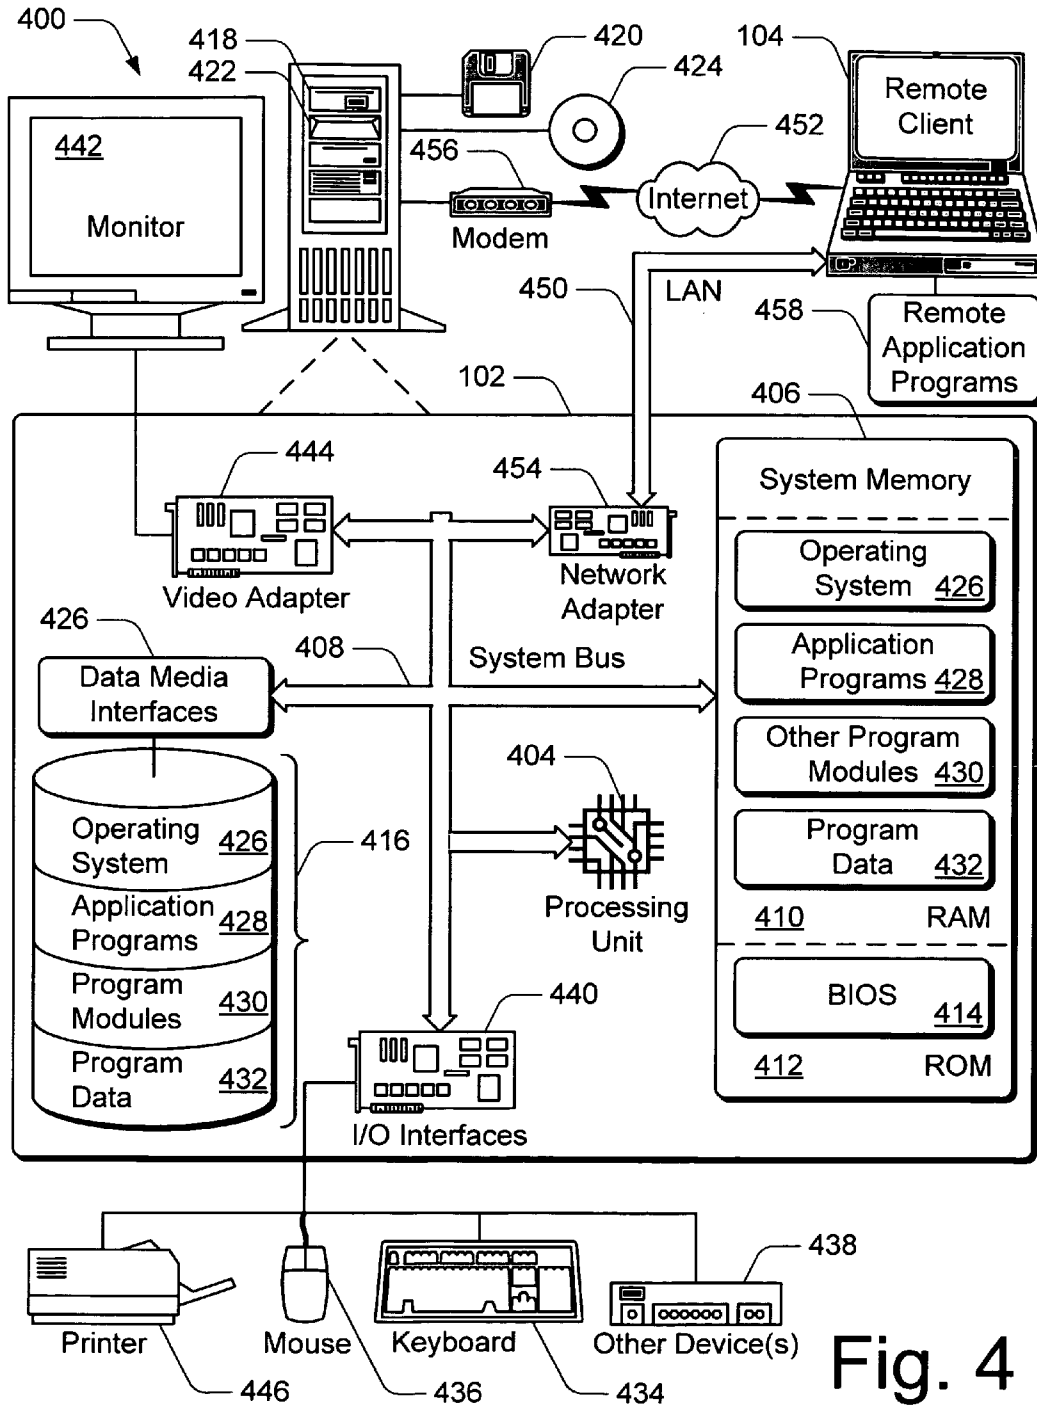 400
418
422
420
424
104
442
Monitor
456
Modem
452
Internet
Remote
Client
450
LAN
458
Remote
Application
Programs
102
406
444
Video Adapter
454
Network
Adapter
System Memory
Operating
System 426
Application
Programs 428
Other Program
Modules 430
Program
Data 432
410 RAM
BIOS 414
412 ROM
426
Data Media
Interfaces
408
System Bus
404
Processing
Unit
Operating
System 426
Application
Programs 428
Program
Modules 430
Program
Data 432
416
440
I/O Interfaces
Printer
446
Mouse
436
Keyboard
434
438
Other Device(s)
Fig. 4